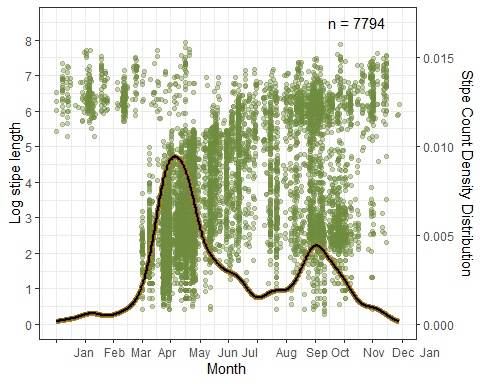 n = 7794
8
7
6
5
4
3
2
1
0
Log stipe length
0.015
0.010
0.005
0.000
Stipe Count Density Distribution
Jan Feb Mar Apr May Jun Jul Aug Sep Oct Nov Dec Jan
Month